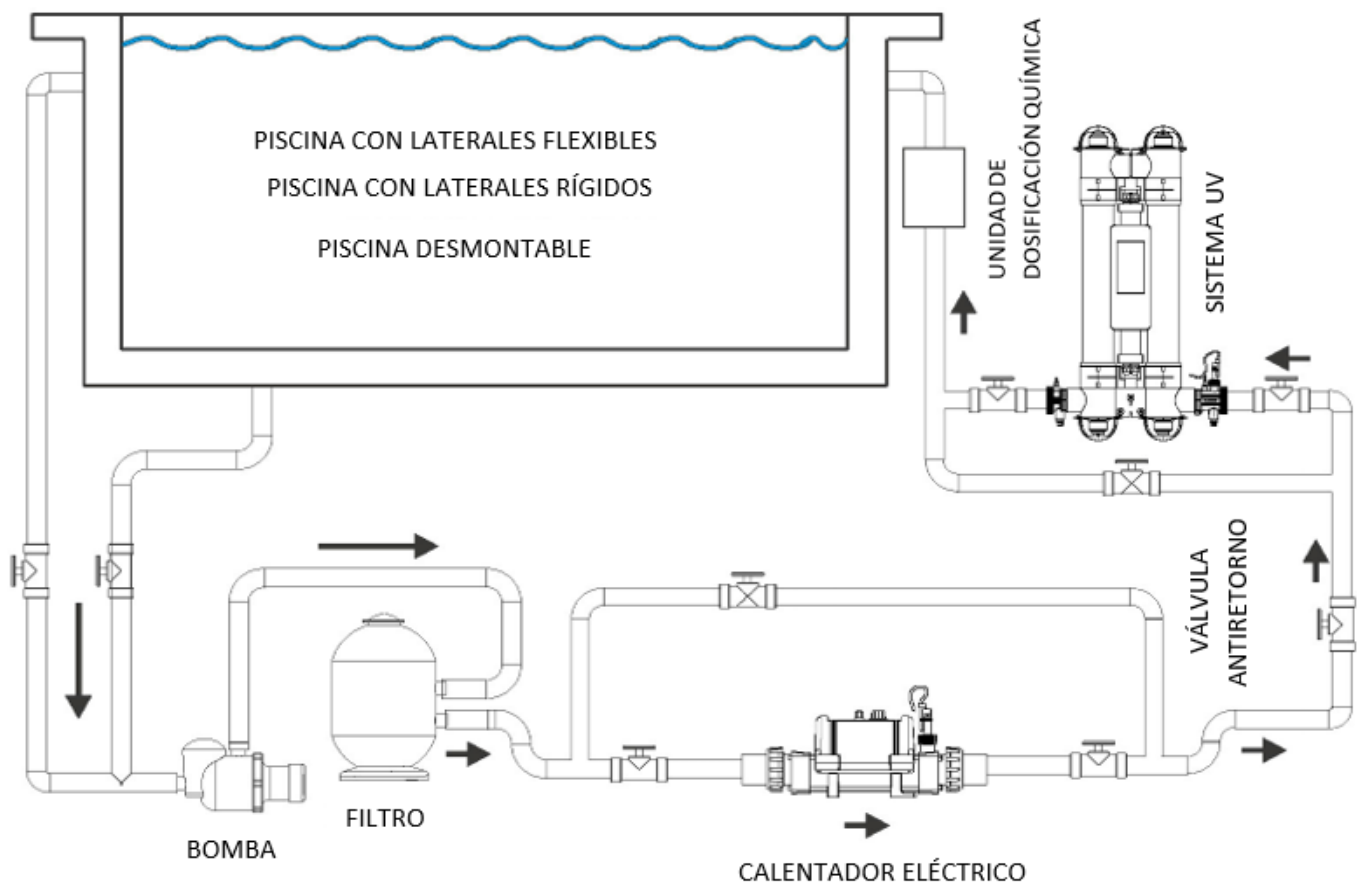 PISCINA CON LATERALES FLEXIBLES
PISCINA CON LATERALES RÍGIDOS
PISCINA DESMONTABLE
UNIDAD DE
DOSIFICACIÓN QUÍMICA
SISTEMA UV
VÁLVULA
ANTIRETORNO
FILTRO
BOMBA
CALENTADOR ELÉCTRICO